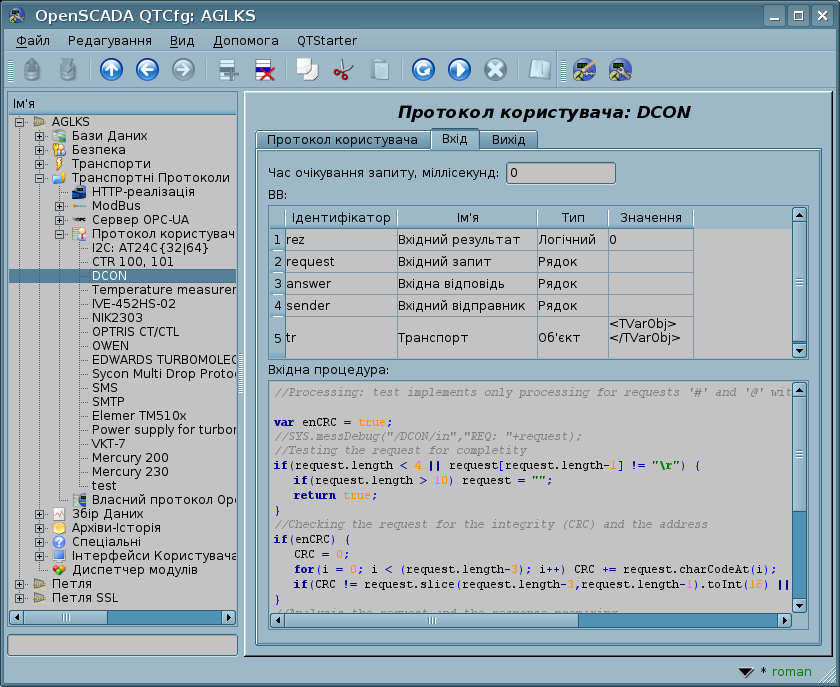 OpenSCADA QTCfg: AGLKS
Файл Редагування Вид Допомога QTStarter
Ім'я
AGLKS
Бази Даних
Безпека
Транспорти
Транспортні Протоколи
HTTP-реалізація
ModBus
Сервер OPC-UA
Протокол користувач
I2C: AT24C{32|64}
CTR 100, 101
DCON
Temperature measurer
IVE-452HS-02
NIK2303
OPTRIS CT/CTL
OWEN
EDWARDS TURBOMOLEC
Sycon Multi Drop Proto
SMS
SMTP
Elemer TM510x
Power supply for turbor
VKT-7
Mercury 200
Mercury 230
test
Власний протокол Op
Збір Даних
Архіви-Історія
Спеціальні
Інтерфейси Користувача
Диспетчер модулів
Петля
Петля SSL
Протокол користувача: DCON
Протокол користувача Вхід Вихід
Час очікування запиту, міллісекунд: 0
ВВ:
Ідентифікатор Ім'я Тип Значення
1 rez Вхідний результат Логічний 0
2 request Вхідний запит Рядок
3 answer Вхідна відповідь Рядок
4 sender Вхідний відправник Рядок
5 tr Транспорт Об'єкт <TVarObj>
</TVarObj>
Вхідна процедура:
//Processing: test implements only processing for requests '#' and '@' wit
var enCRC = true;
//SYS.messDebug("/DCON/in","REQ: "+request);
//Testing the request for completity
if(request.length < 4 || request[request.length-1] != "\r") {
if(request.length > 10) request = "";
return true;
}
//Checking the request for the integrity (CRC) and the address
if(enCRC) {
CRC = 0;
for(i = 0; i < (request.length-3); i++) CRC += request.charCodeAt(i);
if(CRC != request.slice(request.length-3,request.length-1).toInt(16) ||
}
//Analysis the request and the response preparing
* roman